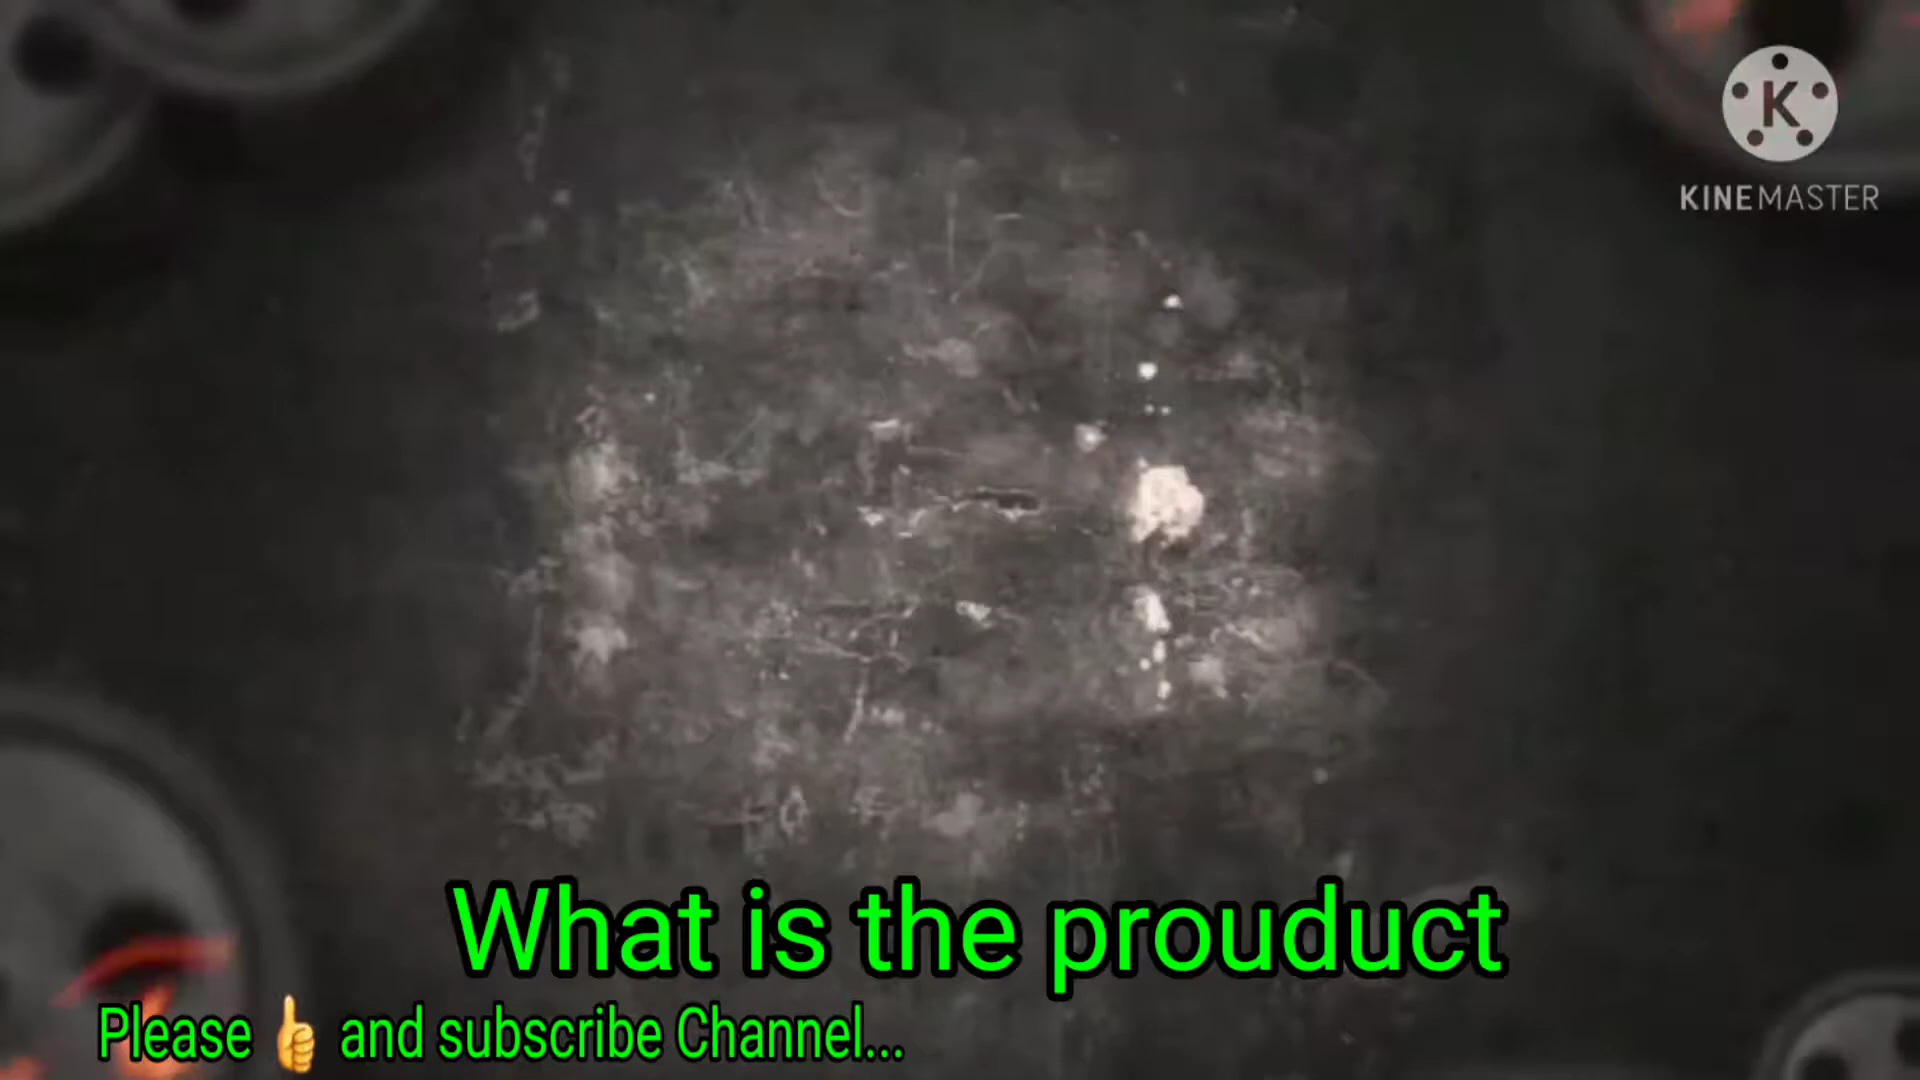 K
KINEMASTER
What is the prouduct
Please 👍 and subscribe Channel...